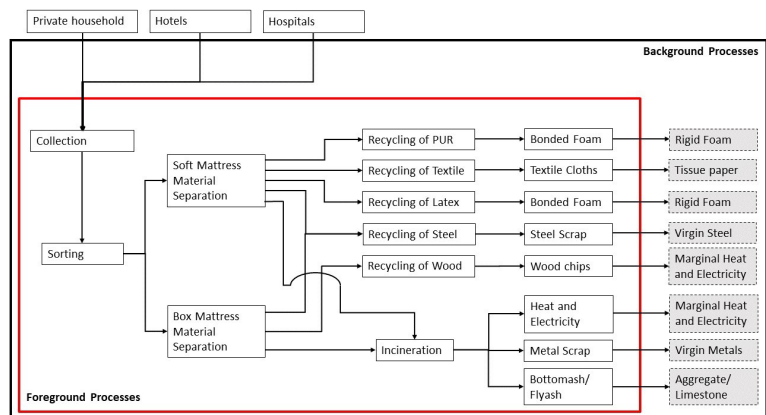 Private household
Hotels
Hospitals
Background Processes
Collection
Sorting
Soft Mattress
Material
Separation
Box Mattress
Material
Separation
Recycling of PUR
Bonded Foam
Rigid Foam
Recycling of Textile
Textile Cloths
Tissue paper
Recycling of Latex
Bonded Foam
Rigid Foam
Recycling of Steel
Steel Scrap
Virgin Steel
Recycling of Wood
Wood chips
Marginal Heat
and Electricity
Incineration
Heat and
Electricity
Marginal Heat
and Electricity
Metal Scrap
Virgin Metals
Bottomash/
Flyash
Aggregate/
Limestone
Foreground Processes